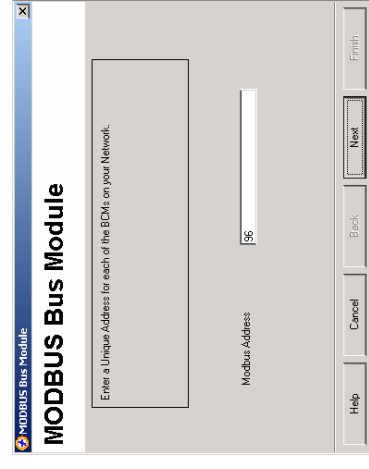 MODBUS Bus Module
MODBUS Bus Module
Enter a Unique Address for each of the BCMs on your Network.
Modbus Address
96
Help
Cancel
Back
Next
Finish